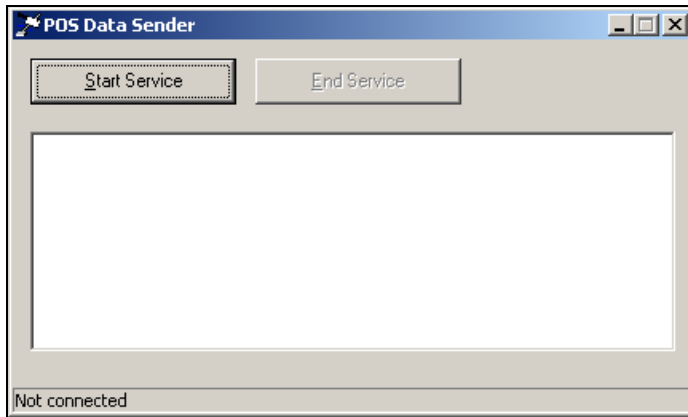 POS Data Sender
Start Service End Service
Not connected